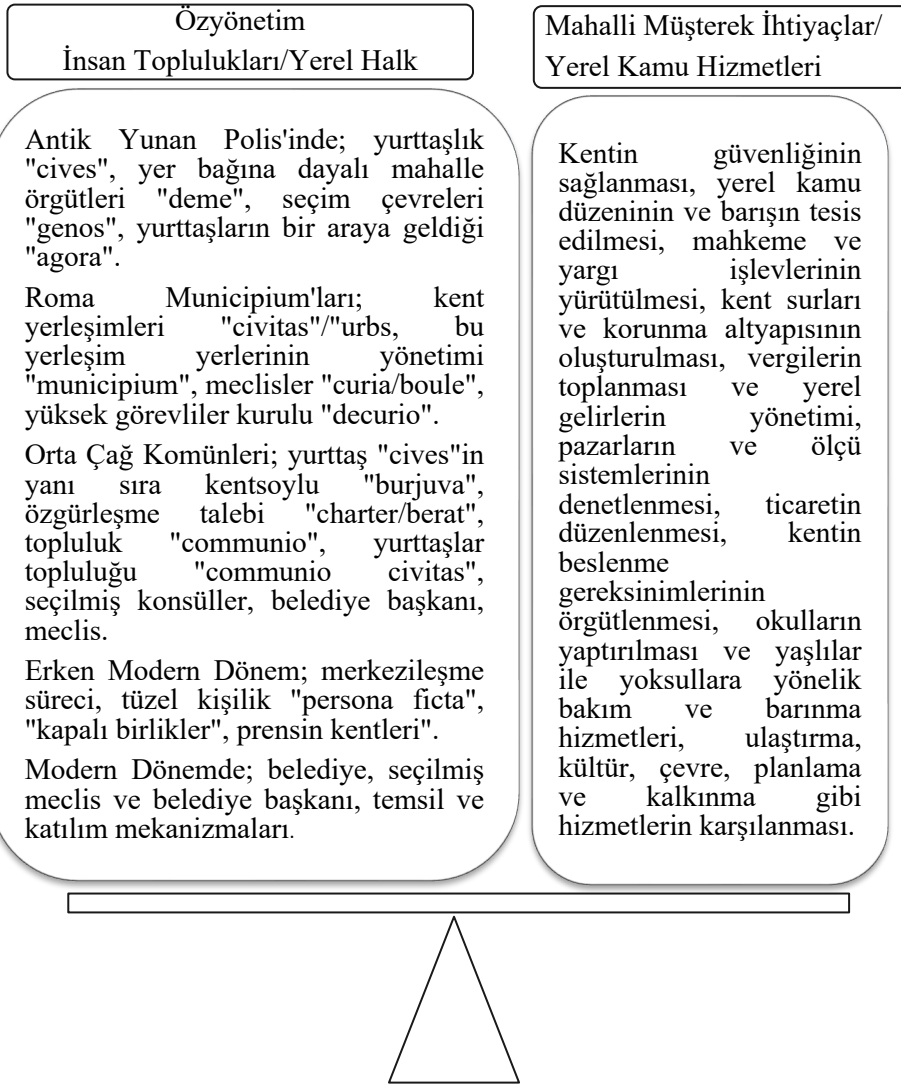 Özyönetim
İnsan Toplulukları/Yerel Halk
Antik Yunan Polis'inde; yurttaşlık
"cives", yer bağına dayalı mahalle
örgütleri "deme", seçim çevreleri
"genos", yurttaşların bir araya geldiği
"agora".
Roma Municipium'ları; kent
yerleşimleri "civitas"/"urbs, bu
yerleşim yerlerinin yönetimi
"municipium", meclisler "curia/boule",
yüksek görevliler kurulu "decurio".
Orta Çağ Komünleri; yurttaş "cives"in
yanı sıra kentsoylu "burjuva",
özgürleşme talebi "charter/berat",
topluluk "communio", yurttaşlar
topluluğu "communio civitas",
seçilmiş konsüller, belediye başkanı,
meclis.
Erken Modern Dönem; merkezileşme
süreci, tüzel kişilik "persona ficta",
"kapalı birlikler", prensin kentleri".
Modern Dönemde; belediye, seçilmiş
meclis ve belediye başkanı, temsil ve
katılım mekanizmaları.
Mahalli Müşterek İhtiyaçlar/
Yerel Kamu Hizmetleri
Kentin güvenliğinin
sağlanması, yerel kamu
düzeninin ve barışın tesis
edilmesi, mahkeme ve
yargı işlevlerinin
yürütülmesi, kent surları
ve korunma altyapısının
oluşturulması, vergilerin
toplanması ve yerel
gelirlerin yönetimi,
pazarların ve ölçü
sistemlerinin
denetlenmesi, ticaretin
düzenlenmesi, kentin
beslenme
gereksinimlerinin
örgütlenmesi, okulların
yaptırılması ve yaşlılar
ile yoksullara yönelik
bakım ve barınma
hizmetleri, ulaştırma,
kültür, çevre, planlama
ve kalkınma gibi
hizmetlerin karşılanması.